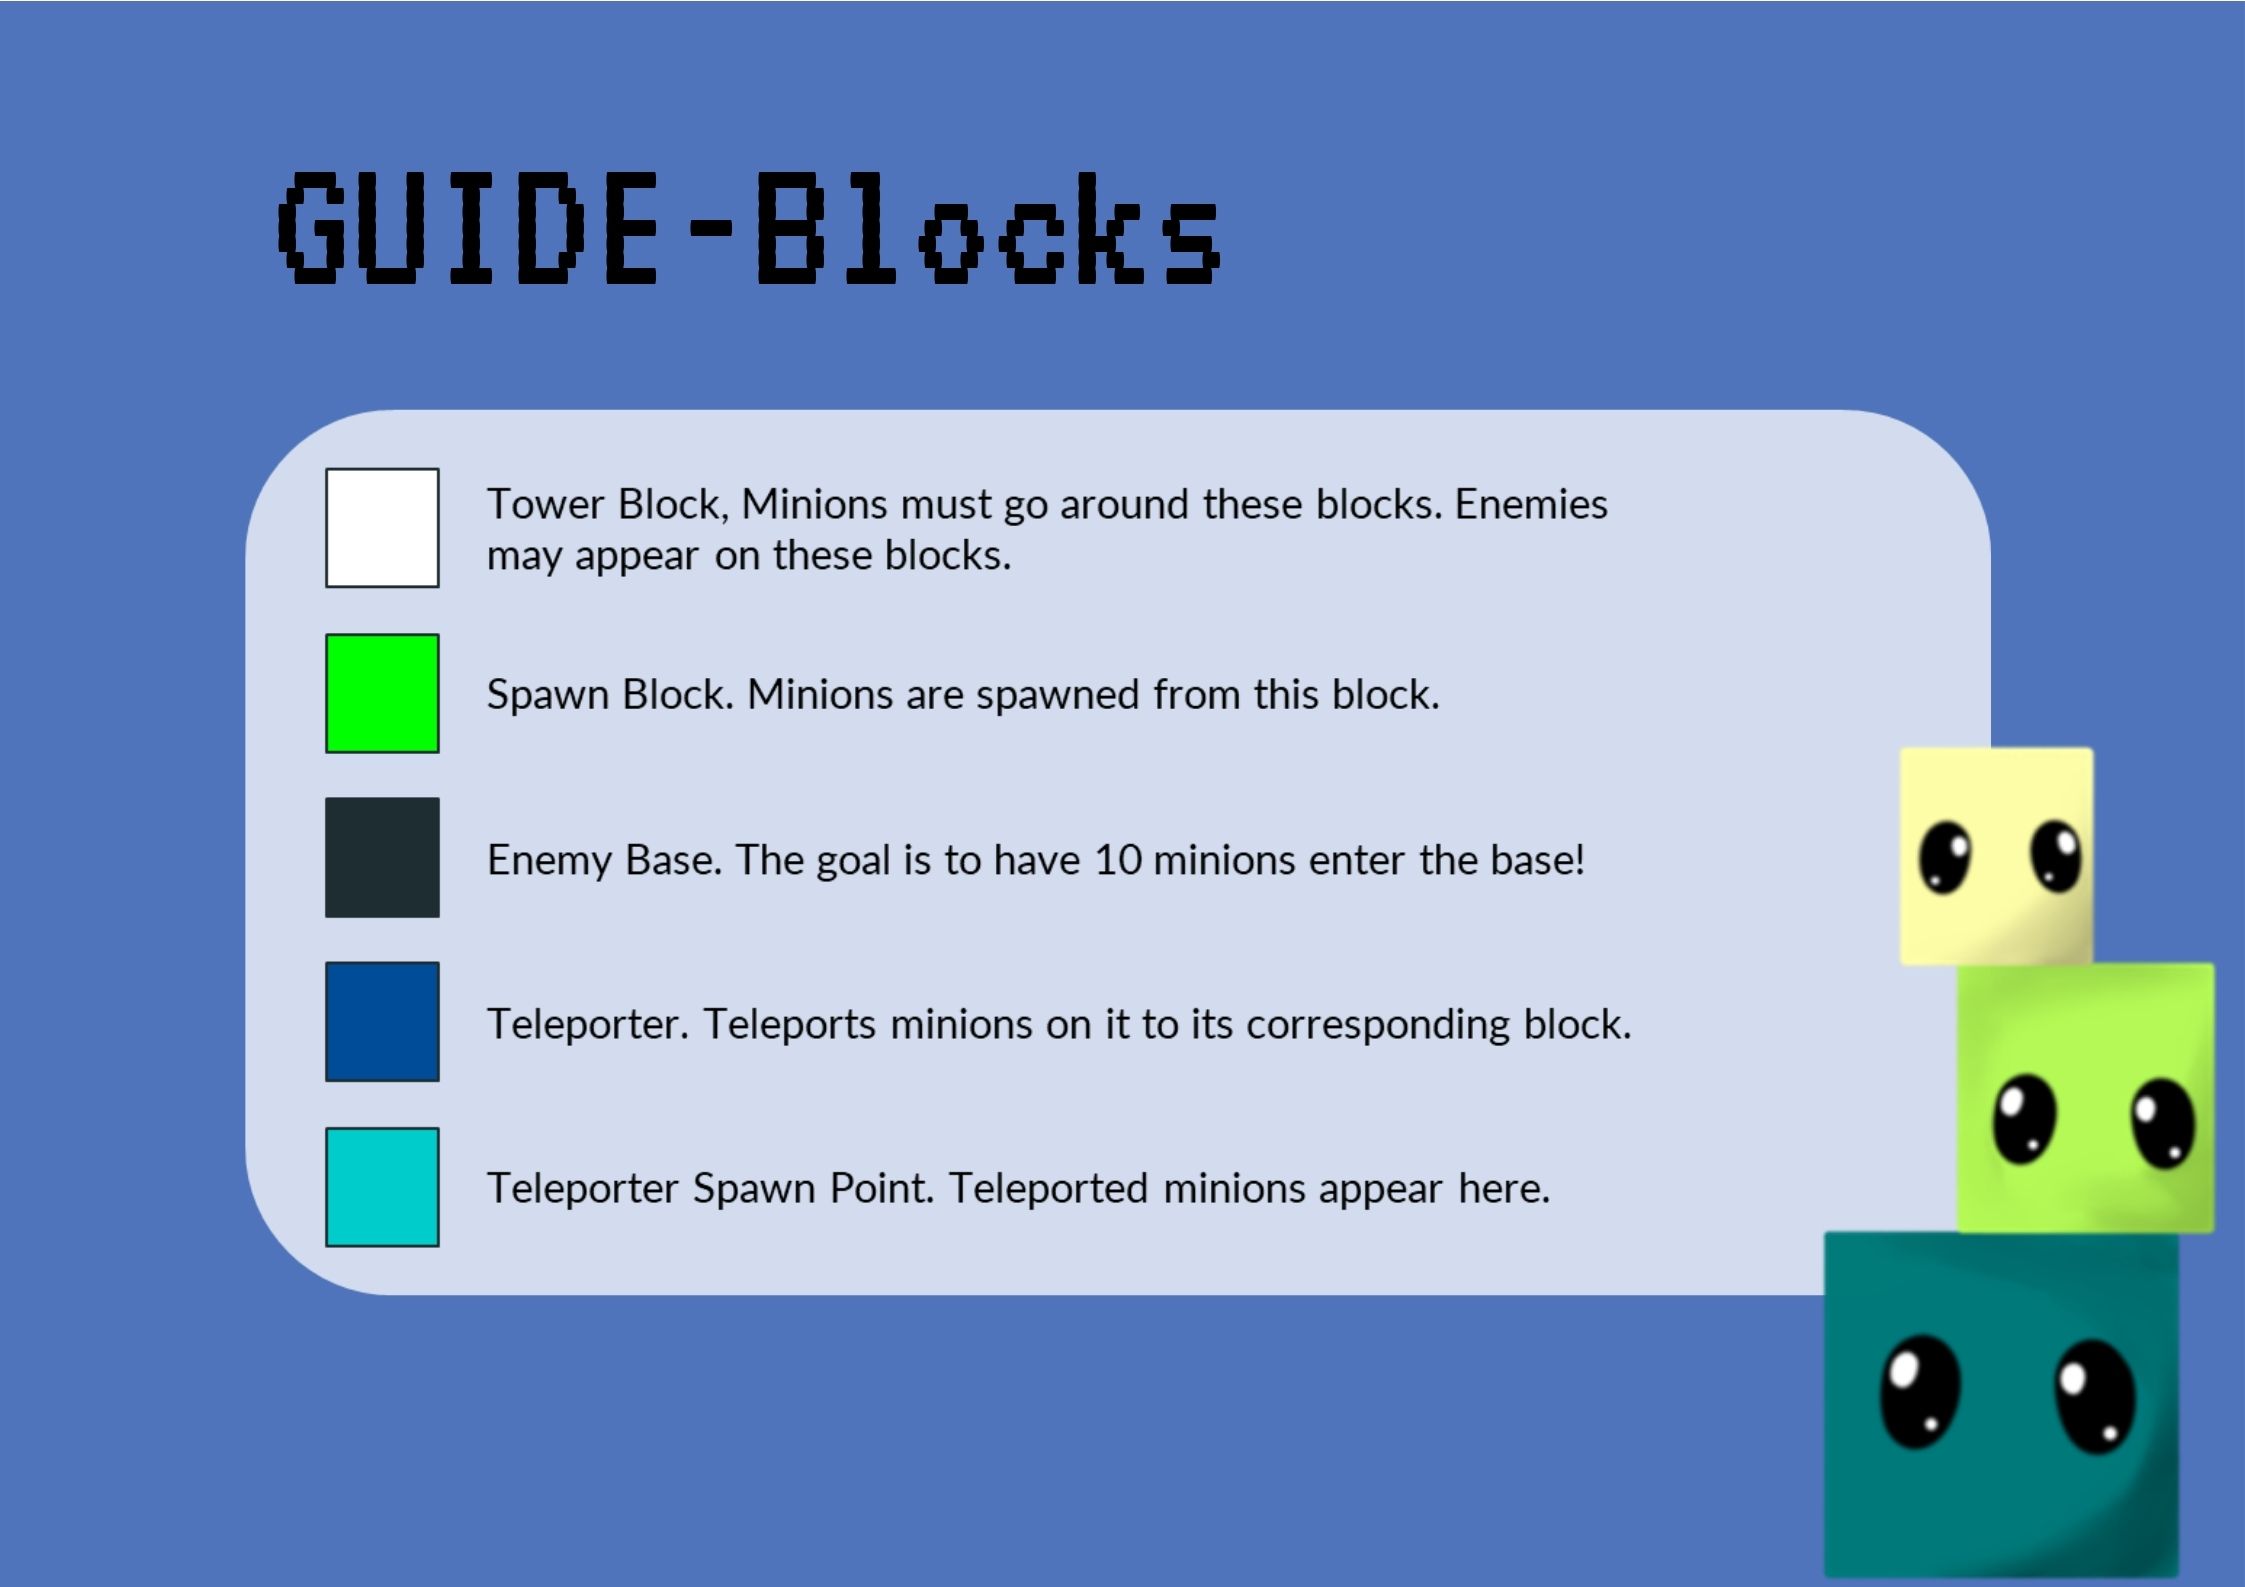 GUIDE-Blocks
Tower Block, Minions must go around these blocks. Enemies
may appear on these blocks.
Spawn Block. Minions are spawned from this block.
Enemy Base. The goal is to have 10 minions enter the base!
Teleporter. Teleports minions on it to its corresponding block.
Teleporter Spawn Point. Teleported minions appear here.